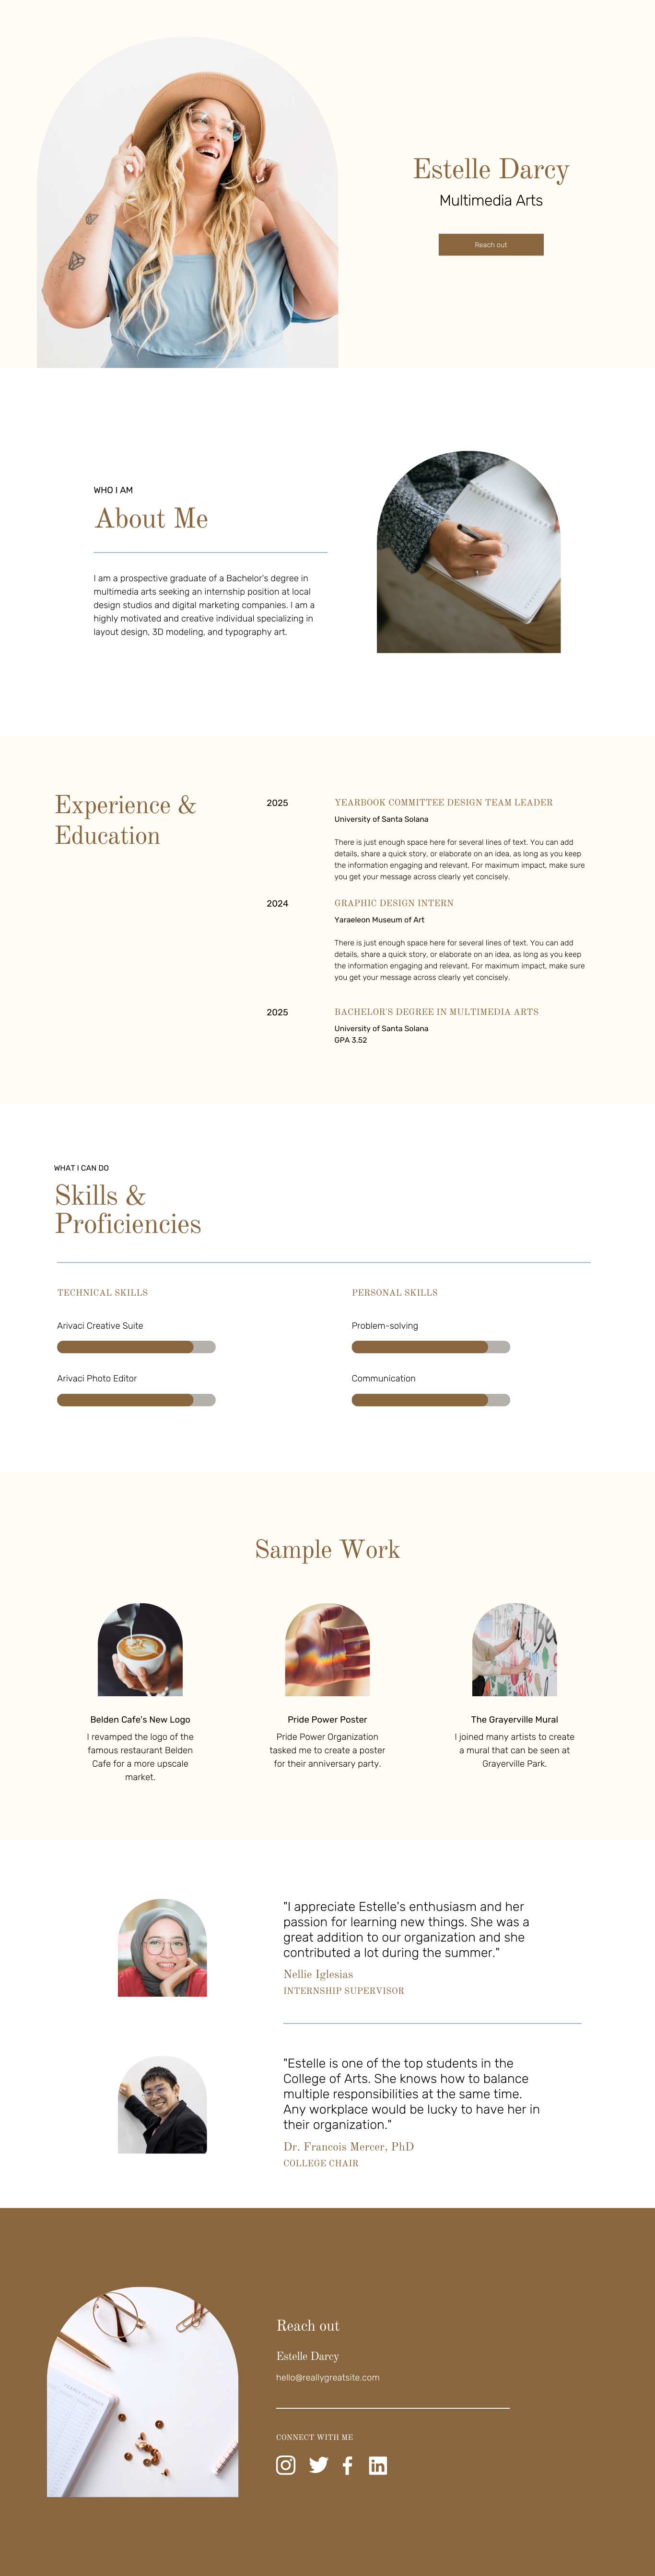 Estelle Darcy
Multimedia Arts
Reach out
WHO I AM
About Me
I am a prospective graduate of a Bachelor's degree in
multimedia arts seeking an internship position at local
design studios and digital marketing companies. I am a
highly motivated and creative individual specializing in
layout design, 3D modeling, and typography art.
Experience &
Education
2025
YEARBOOK COMMITTEE DESIGN TEAM LEADER
University of Santa Solana
There is just enough space here for several lines of text. You can add
details, share a quick story, or elaborate on an idea, as long as you keep
the information engaging and relevant. For maximum impact, make sure
you get your message across clearly yet concisely.
2024
GRAPHIC DESIGN INTERN
Yaraeleon Museum of Art
There is just enough space here for several lines of text. You can add
details, share a quick story, or elaborate on an idea, as long as you keep
the information engaging and relevant. For maximum impact, make sure
you get your message across clearly yet concisely.
2025
BACHELOR'S DEGREE IN MULTIMEDIA ARTS
University of Santa Solana
GPA 3.52
WHAT I CAN DO
Skills &
Proficiencies
TECHNICAL SKILLS
Arivaci Creative Suite
Arivaci Photo Editor
PERSONAL SKILLS
Problem-solving
Communication
Sample Work
Belden Cafe's New Logo
I revamped the logo of the
famous restaurant Belden
Cafe for a more upscale
market.
Pride Power Poster
Pride Power Organization
tasked me to create a poster
for their anniversary party.
The Grayerville Mural
I joined many artists to create
a mural that can be seen at
Grayerville Park.
"I appreciate Estelle's enthusiasm and her
passion for learning new things. She was a
great addition to our organization and she
contributed a lot during the summer."
Nellie Iglesias
INTERNSHIP SUPERVISOR
"Estelle is one of the top students in the
College of Arts. She knows how to balance
multiple responsibilities at the same time.
Any workplace would be lucky to have her in
their organization."
Dr. Francois Mercer, PhD
COLLEGE CHAIR
Reach out
Estelle Darcy
hello@reallygreatsite.com
CONNECT WITH ME